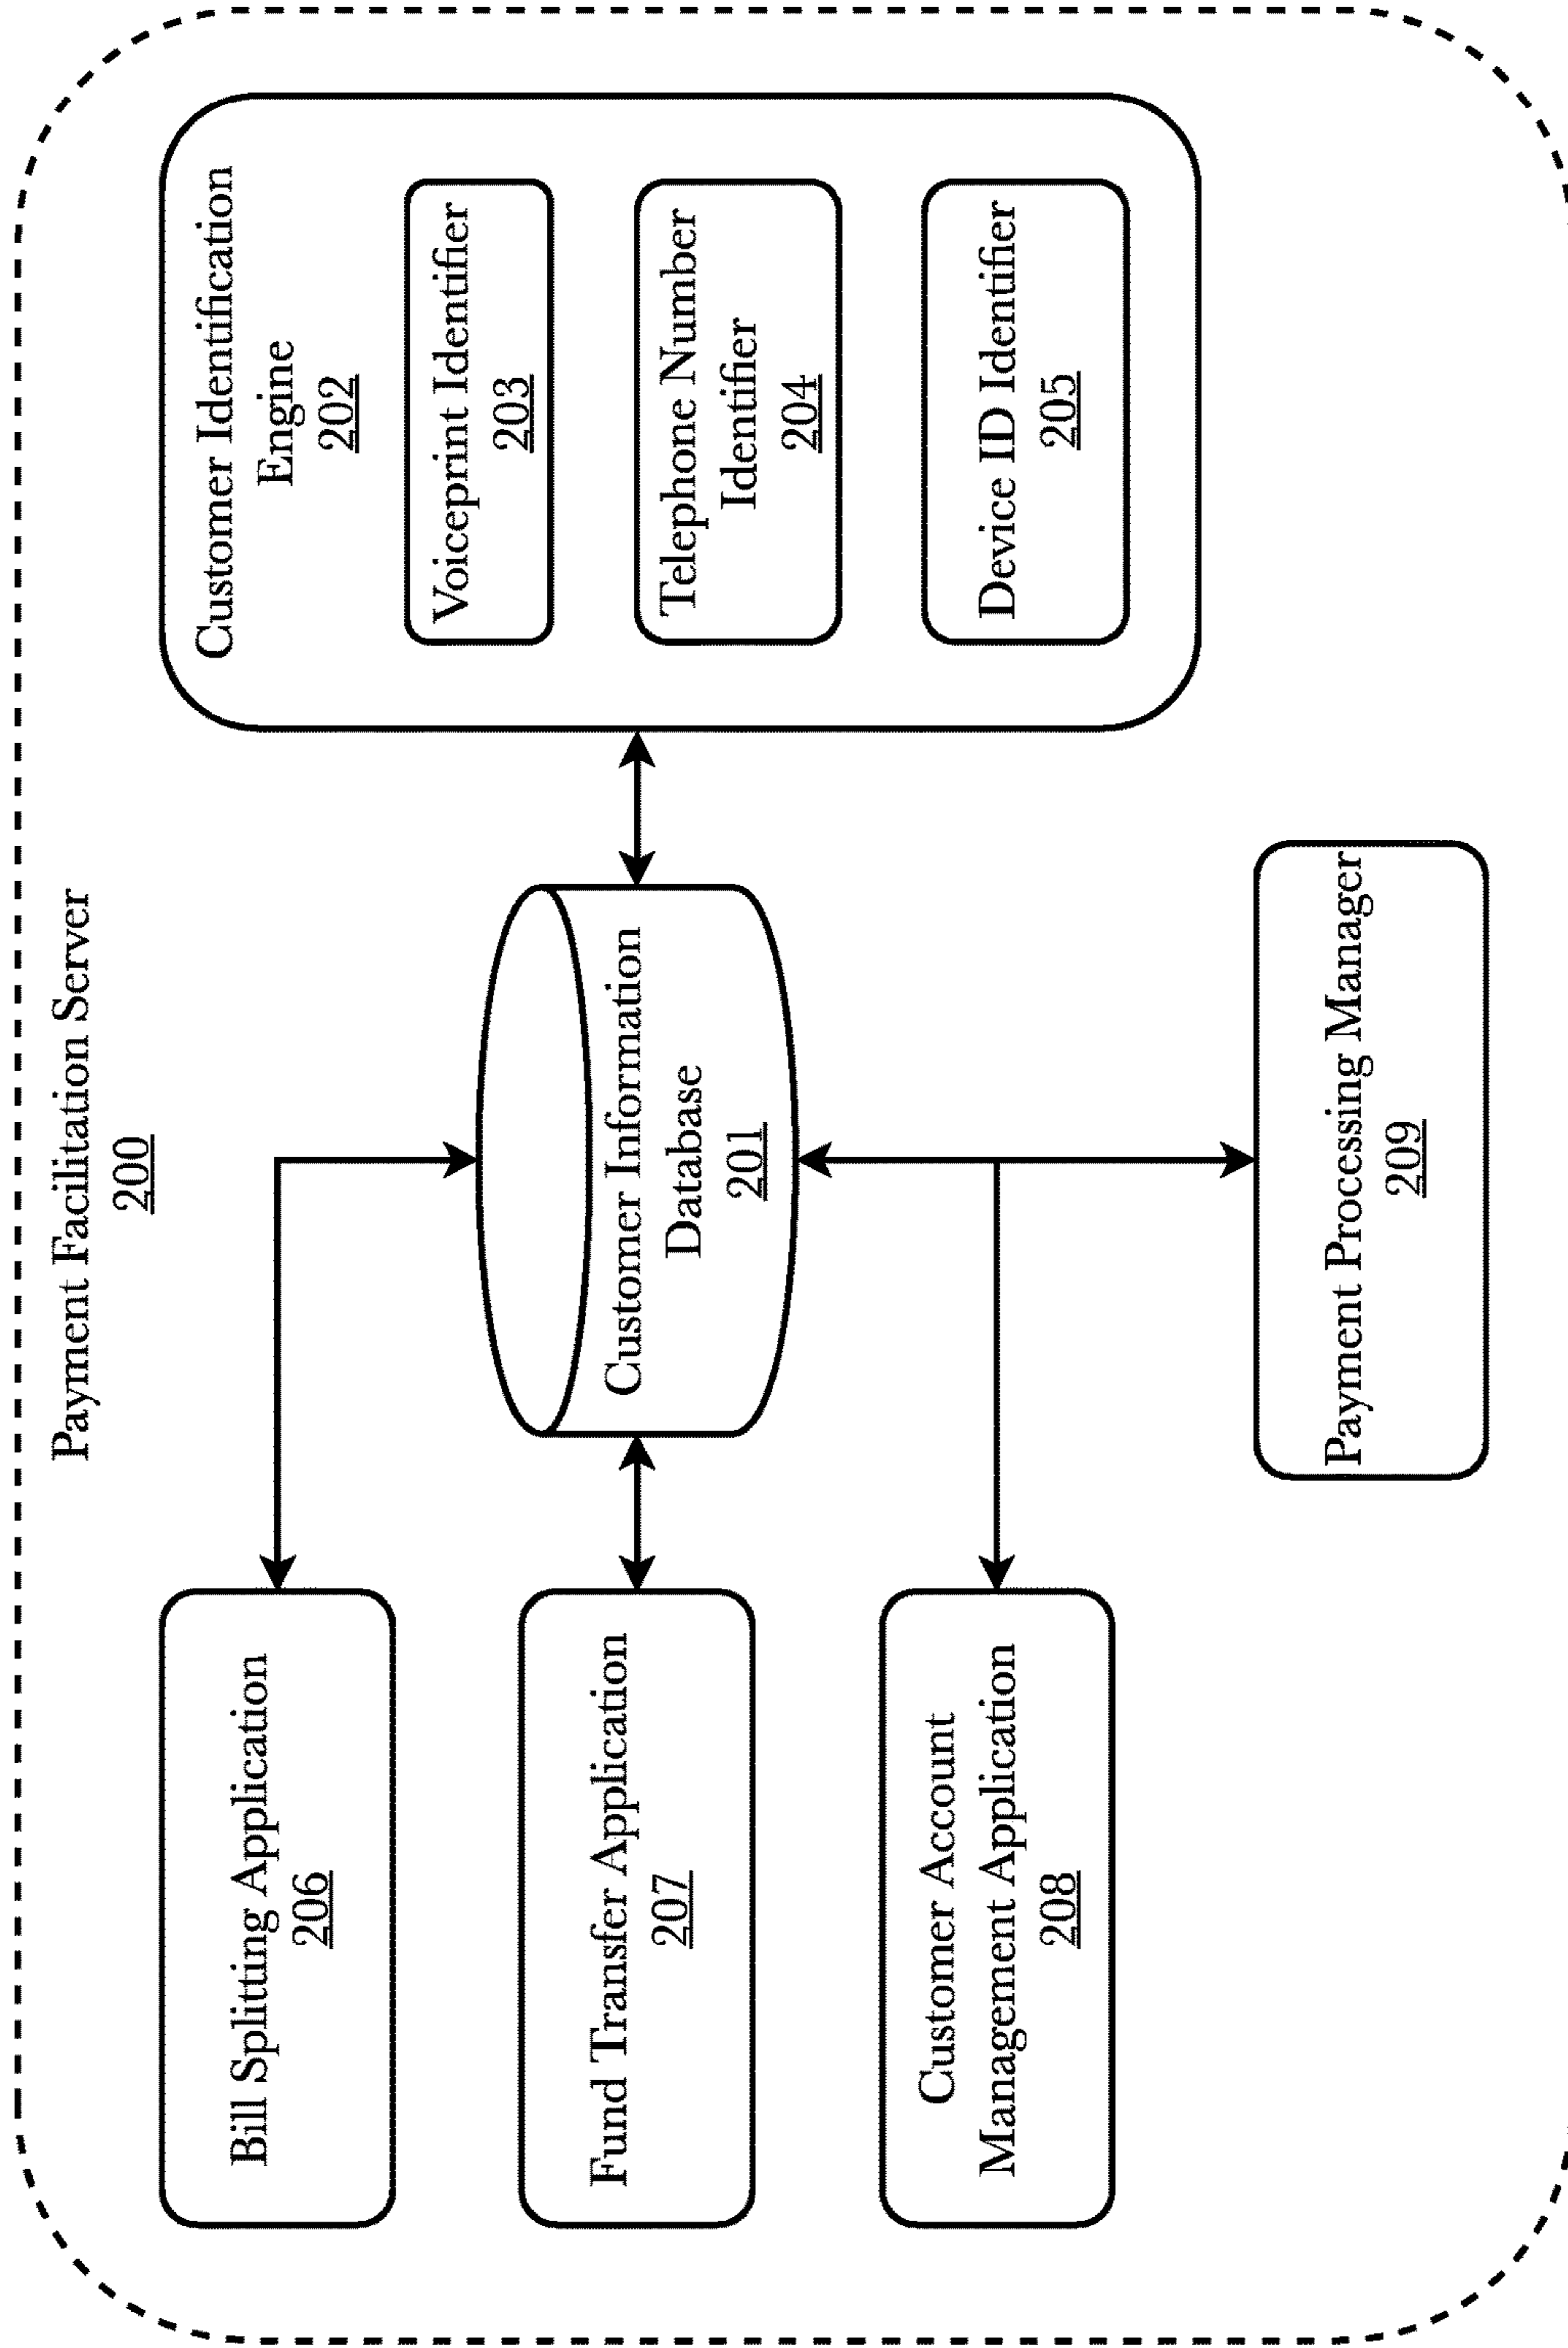 Payment Facilitation Server
200
Bill Splitting Application
206
Fund Transfer Application
207
Customer Account
Management Application
208
Customer Information
Database
201
Payment Processing Manager
209
Customer Identification
Engine
202
Voiceprint Identifier
203
Telephone Number
Identifier
204
Device ID Identifier
205